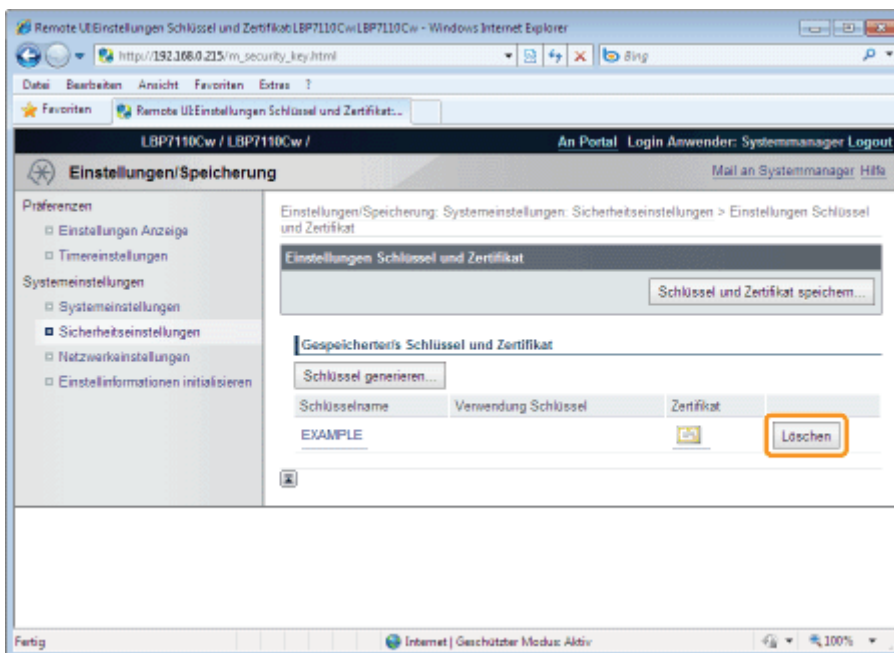 Remote UI:Einstellungen Schlüssel und Zertifikat:LBP7110Cw:LBP7110Cw - Windows Internet Explorer
http://192.168.0.215/m_security_key.html
Bing
Datei Bearbeiten Ansicht Favoriten Extras ?
Favoriten
Remote UI:Einstellungen Schlüssel und Zertifikat:...
LBP7110Cw / LBP7110Cw /
An Portal Login Anwender: Systemmanager Logout
Einstellungen/Speicherung
Mail an Systemmanager Hilfe
Präferenzen
Einstellungen Anzeige
Timereinstellungen
Systemeinstellungen
Systemeinstellungen
Sicherheitseinstellungen
Netzwerkeinstellungen
Einstellinformationen initialisieren
Einstellungen/Speicherung: Systemeinstellungen: Sicherheitseinstellungen > Einstellungen Schlüssel
und Zertifikat
Einstellungen Schlüssel und Zertifikat
Schlüssel und Zertifikat speichern...
Gespeicherter/s Schlüssel und Zertifikat
Schlüssel generieren...
Schlüsselname Verwendung Schlüssel Zertifikat
EXAMPLE
Löschen
Fertig
Internet | Geschützter Modus: Aktiv
100%